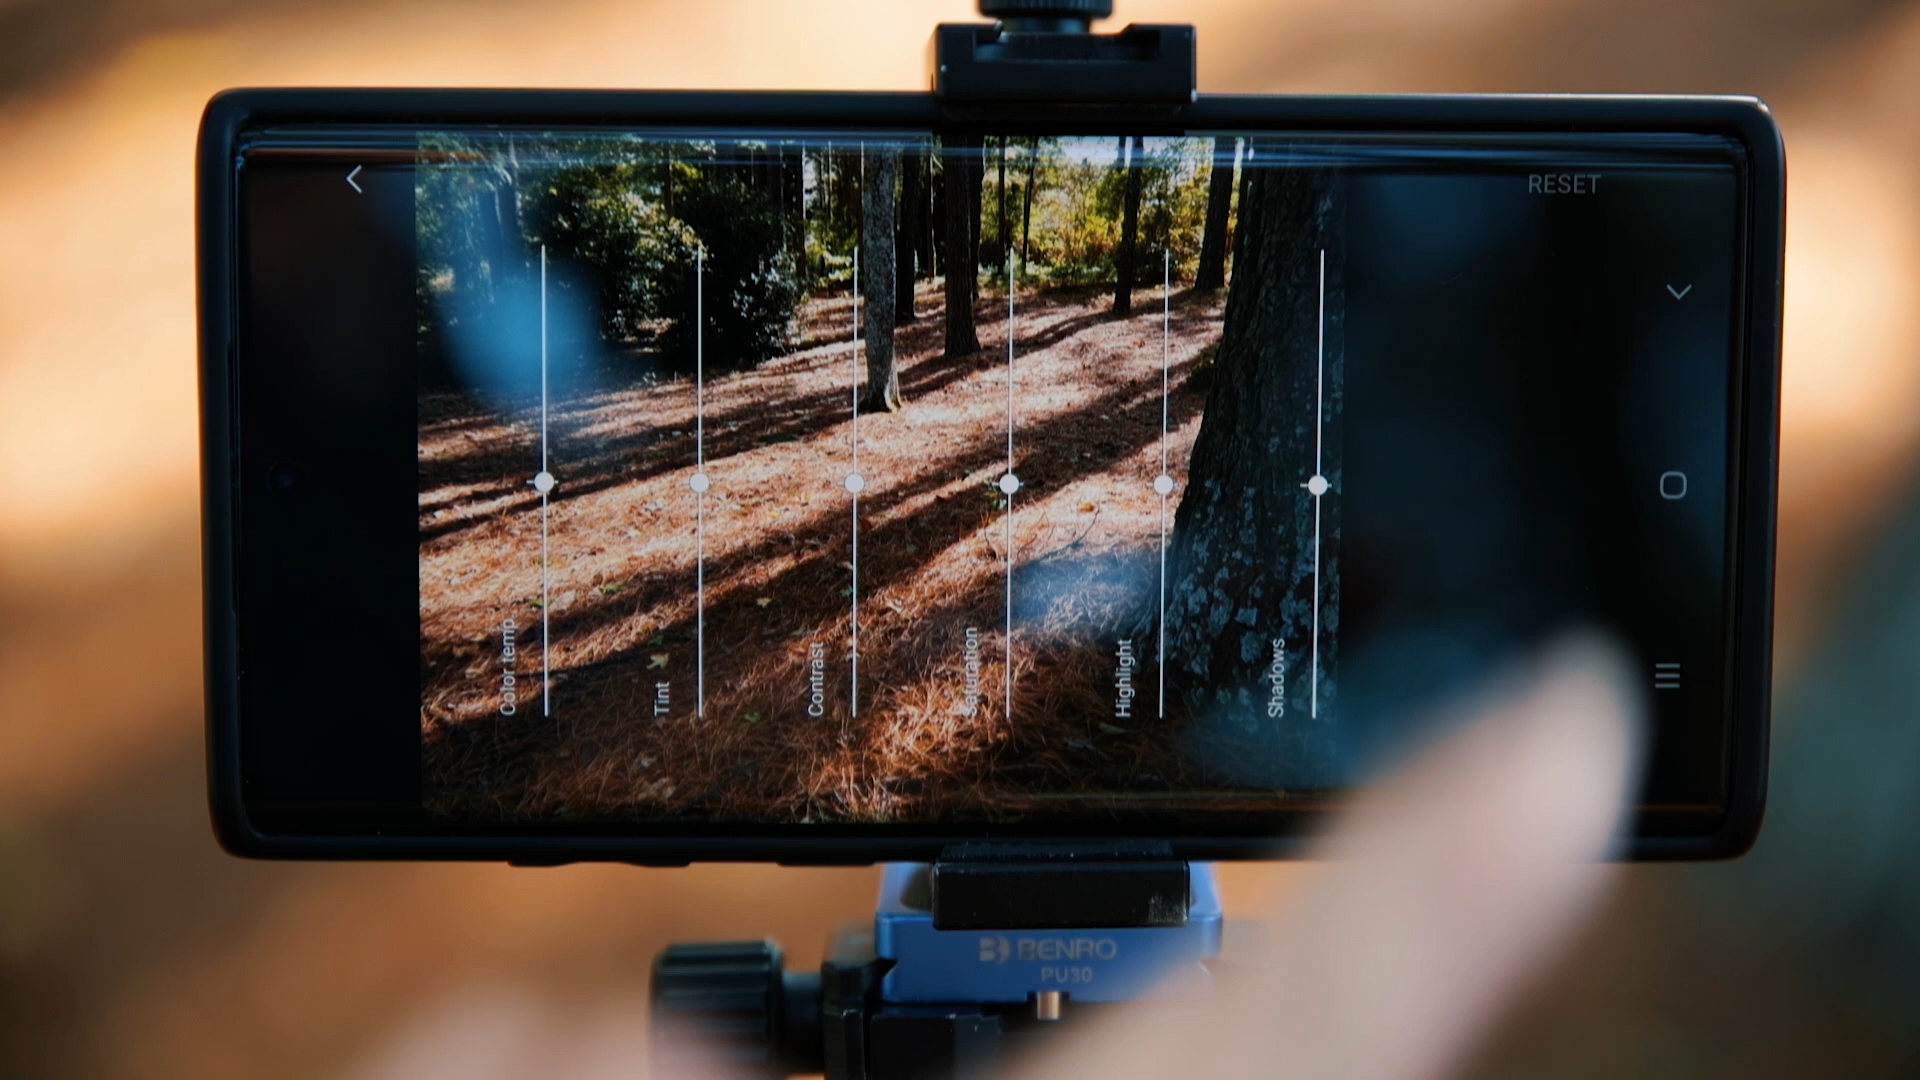 RESET
Color temp.
Tint
Contrast
Saturation
Highlight
Shadows
BENRO
PU30